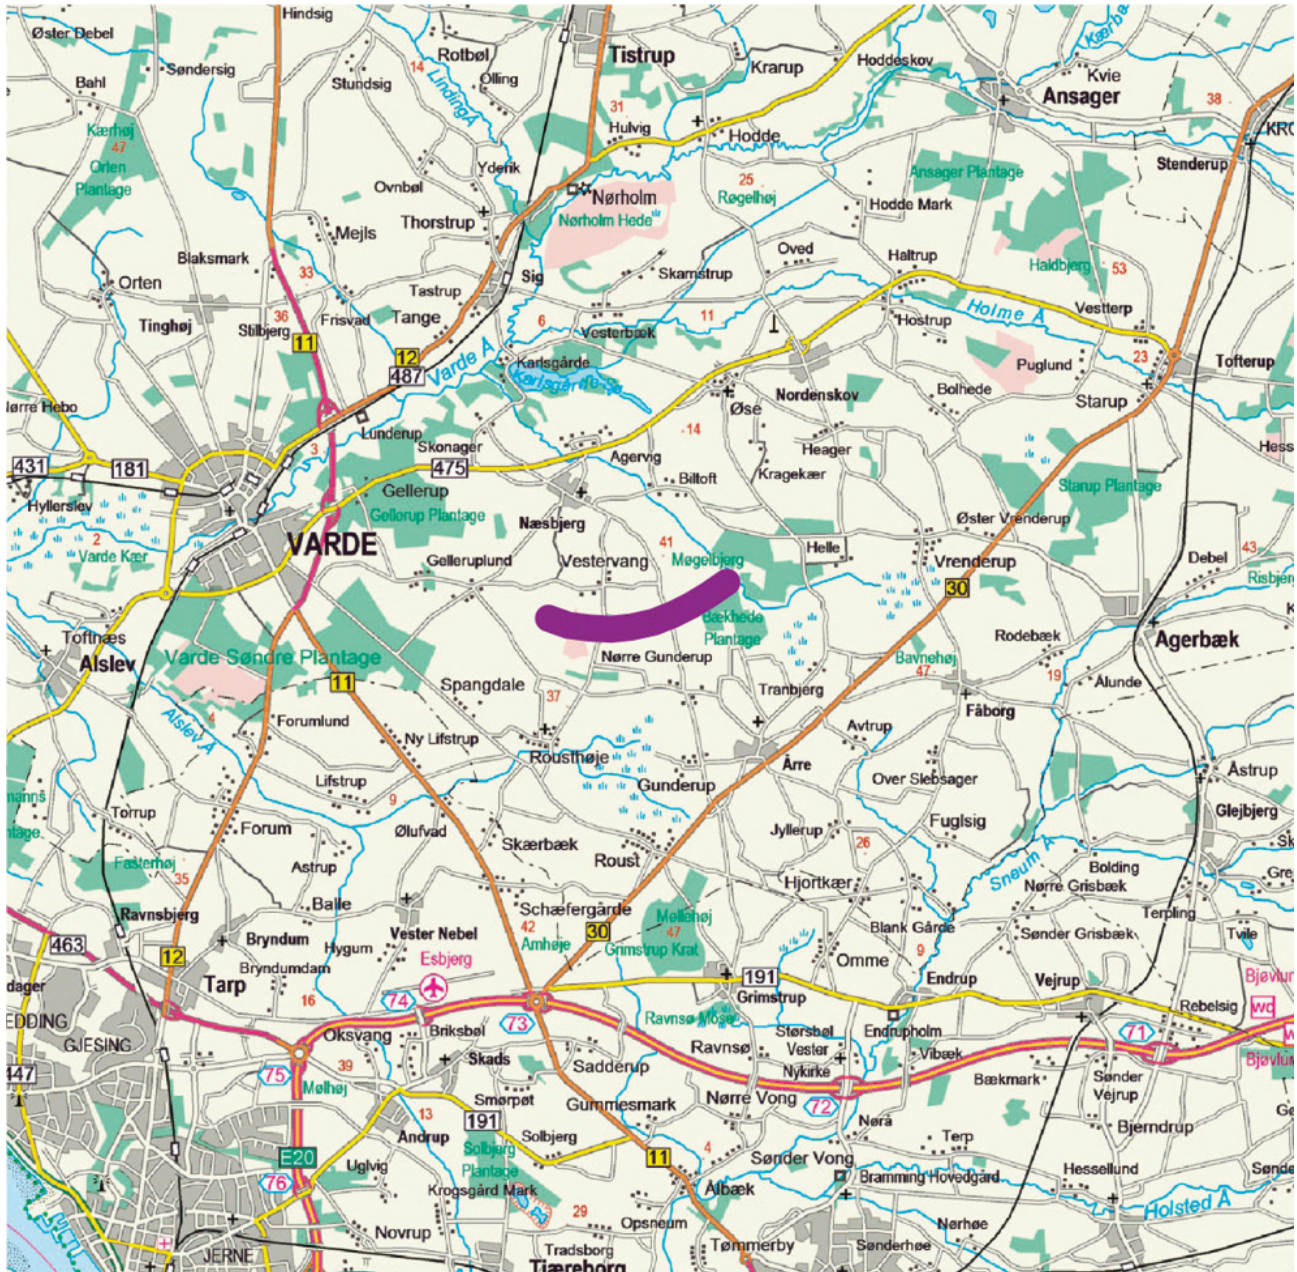 Hindsig
Øster Debel
Rotbøl
Tistrup
Krarup
Hoddeskov
Kvie
Søndersig
Bahl
Stundsig
14
Linding Å
Olling
31
Ansager
38
Kærhøj
47
Hulvig
Hodde
Orten
Plantage
Yderik
Ovnbøl
Nørholm
25
Røgelhøj
Ansager Plantage
Stenderup
Thorstrup
Nørholm Hede
Hodde Mark
Mejls
Blaksmark
33
Sig
Skamstrup
Oved
Haltrup
Haldbjerg
53
Orten
Tastrup
Tinghøj
36
Stilbjerg
Frisvad
Tange
6
Vesterbæk
11
Hostrup
Holme Å
Vestterp
11
12
487
Varde Å
Karlsgårde
Karlsgårde Sø
Puglund
23
Tofterup
Nordenskov
Bolhede
Starup
Øse
Lunderup
3
Skonager
14
Agervig
Heager
431
181
475
Billtoft
Kragekær
Hyllerslev
Gellerup
Gellerup Plantage
Starup Plantage
Næsbjerg
Øster Vrenderup
2
Varde Kær
VARDE
41
Møgelbjerg
Helle
Vrenderup
Debel
43
Gelleruplund
Vestervang
30
Toftnæs
Bækhede
Plantage
Rodebæk
Agerbæk
Alslev
Varde Søndre Plantage
Nørre Gunderup
Bavnehøj
47
19
Ålunde
11
Spangdale
37
Tranbjerg
Fåborg
4
Alslev Å
Forumlund
Ny Lifstrup
Avtrup
Rousthøje
Årre
Lifstrup
Gunderup
Over Slebsager
Åstrup
9
Torrup
Forum
Ølufvad
Jyllerup
Fuglsig
Glejbjerg
Skærbæk
26
Fasterhøj
35
Astrup
Roust
Sneum Å
Bolding
Hjortkær
Nørre Grisbæk
Balle
Schæfergårde
Møllehøj
47
Terpling
Ravnsbjerg
42
30
Blank Gårde
Sønder Grisbæk
Tvile
463
Bryndum
Hygum
Vester Nebel
Arnhøje
Grimstrup Krat
12
Esbjerg
9
Omme
Tarp
Bryndumdam
191
Endrup
Vejrup
16
74
Grimstrup
Rebelsig
WC
73
Ravnsø Mose
Endrupholm
71
GJESING
Oksvang
Briksbøl
Størsbøl
Ravnsø
Vester
Nykirke
Vibæk
Skads
Sadderup
Bækmark
Sønder
Vejrup
447
75
39
Mølhøj
Smørpøt
Nørre Vong
72
Gummesmark
13
191
Nørå
Bjerndrup
Andrup
Solbjerg
Solbjerg
Plantage
11
4
Sønder Vong
Terp
E20
Uglvig
76
Ålbæk
Bramming Hovedgård
Hessellund
Krogsgård Mark
Holsted Å
Novrup
29
Opsneum
Nørhøe
JERNE
Tradsborg
Tømmerby
Sønderhøe
Tjæreborg